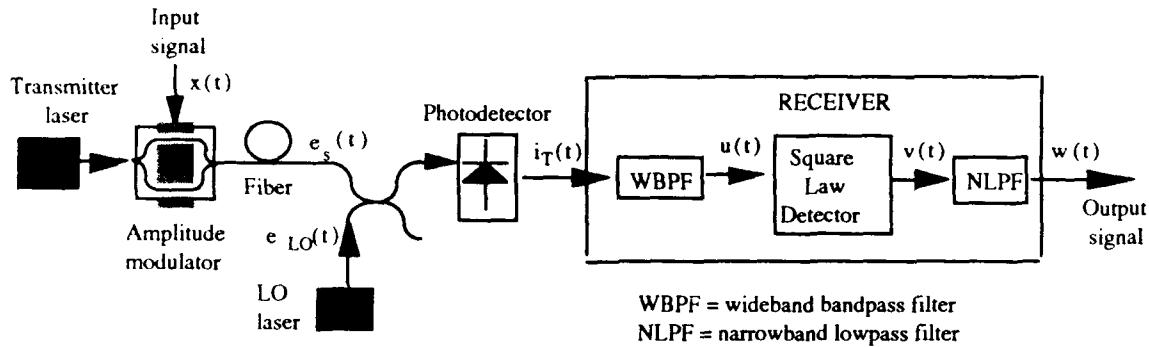 Input
signal
x(t)
Transmitter
laser
Amplitude
modulator
Fiber
e_s(t)
e_LO(t)
LO
laser
Photodetector
i_T(t)
RECEIVER
WBPF
u(t)
Square
Law
Detector
v(t)
NLPF
w(t)
Output
signal
WBPF = wideband bandpass filter
NLPF = narrowband lowpass filter